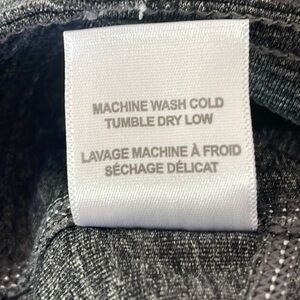 MACHINE WASH COLD
TUMBLE DRY LOW
LAVAGE MACHINE À FROID
SÉCHAGE DÉLICAT